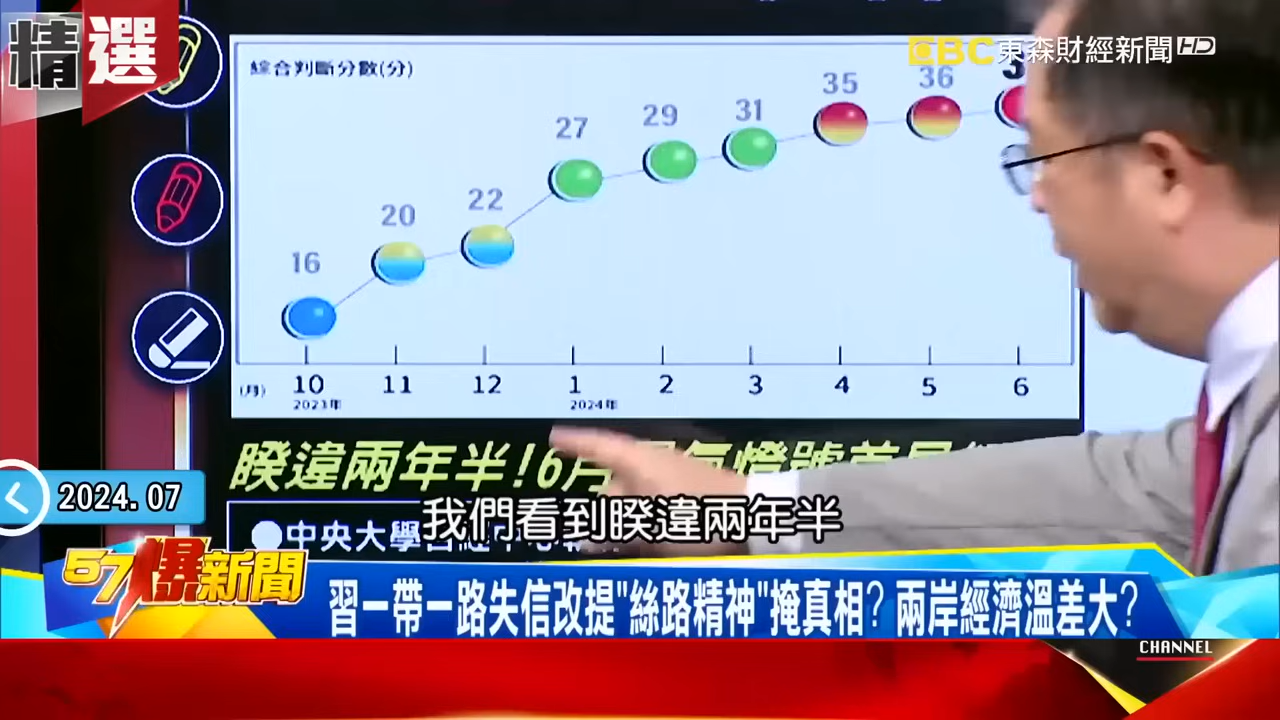 精選
EBC東森財經新聞HD
綜合判斷分數(分)
16
20
22
27
29
31
35
36
3
(月) 10 11 12 1 2 3 4 5 6
2023年 2024年
睽違兩年半!6月
2024.07
我們看到睽違兩年半
●中央大學
57爆新聞
習一帶一路失信改提"絲路精神"掩真相? 兩岸經濟溫差大?
CHANNEL